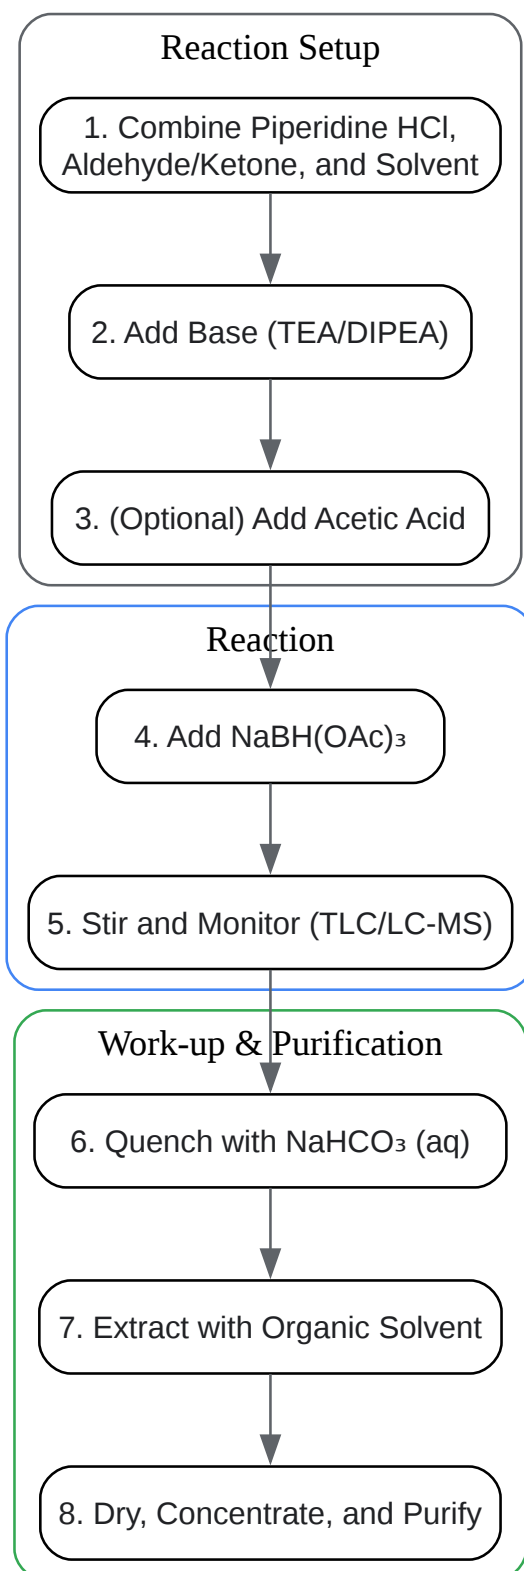 Reaction Setup
1. Combine Piperidine HCl,
Aldehyde/Ketone, and Solvent
2. Add Base (TEA/DIPEA)
3. (Optional) Add Acetic Acid
Reaction
4. Add NaBH(OAc)₃
5. Stir and Monitor (TLC/LC-MS)
Work-up & Purification
6. Quench with NaHCO₃ (aq)
7. Extract with Organic Solvent
8. Dry, Concentrate, and Purify